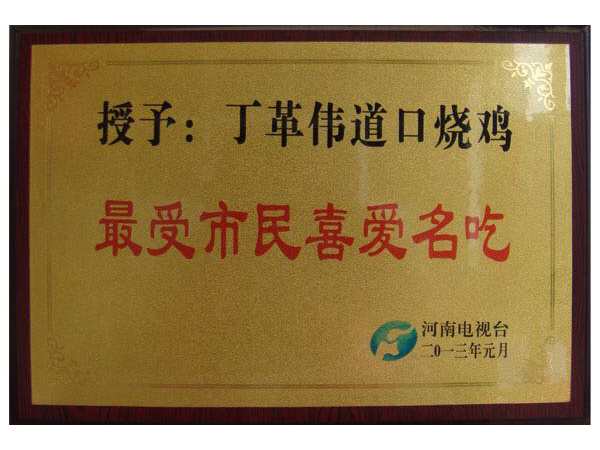 授予：丁革伟道口烧鸡
最受市民喜爱名吃
河南电视台
二0一三年元月